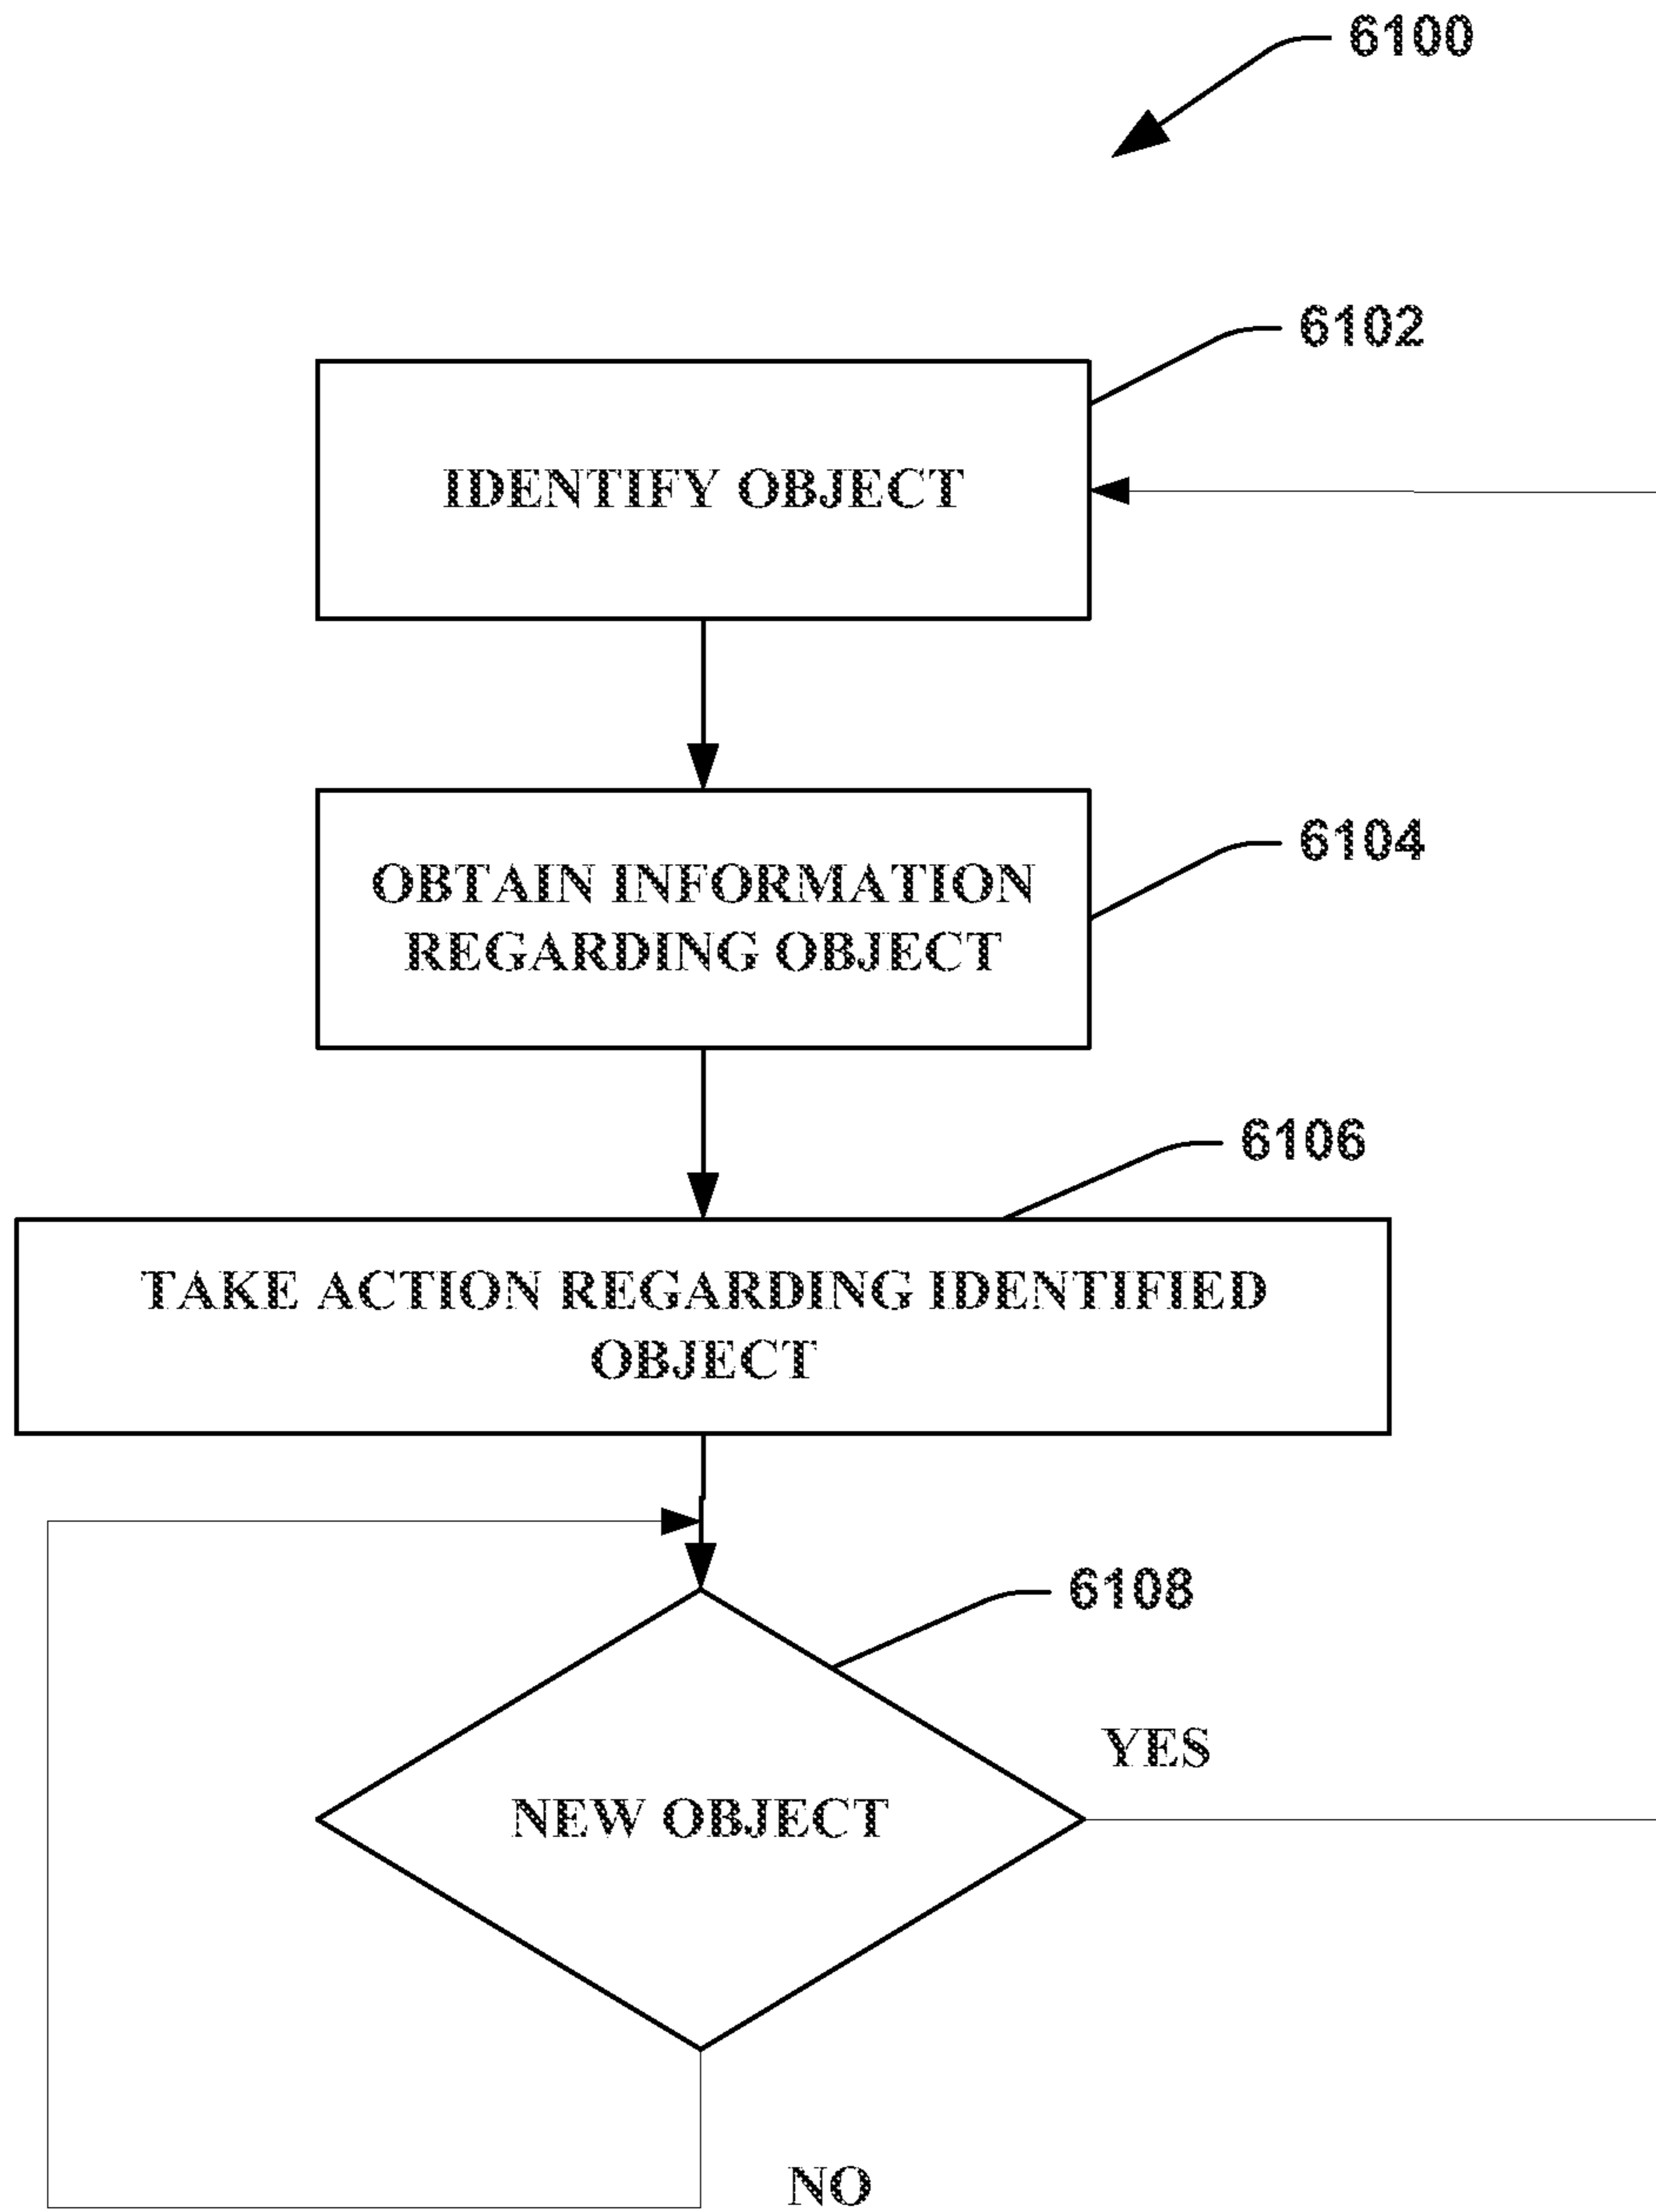 6100
6102
IDENTIFY OBJECT
6104
OBTAIN INFORMATION
REGARDING OBJECT
6106
TAKE ACTION REGARDING IDENTIFIED
OBJECT
6108
YES
NEW OBJECT
NO